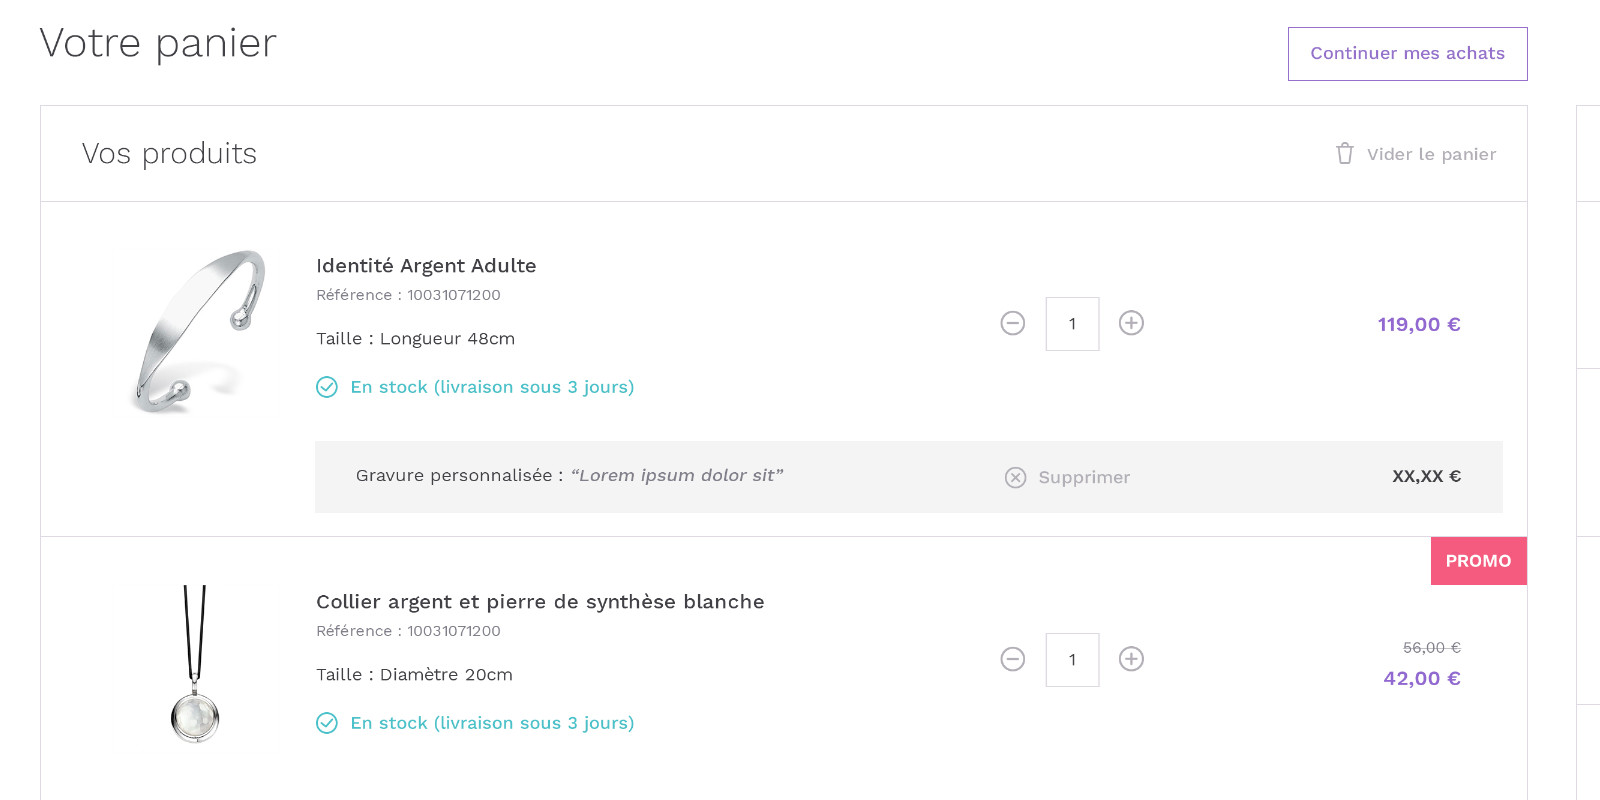 Votre panier
Continuer mes achats
Vos produits
Vider le panier
Identité Argent Adulte
Référence : 10031071200
Taille : Longueur 48cm
En stock (livraison sous 3 jours)
1
119,00 €
Gravure personnalisée : “Lorem ipsum dolor sit”
Supprimer
XX,XX €
PROMO
Collier argent et pierre de synthèse blanche
Référence : 10031071200
Taille : Diamètre 20cm
En stock (livraison sous 3 jours)
1
56,00 €
42,00 €